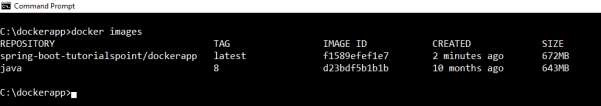 Command Prompt
C:\dockerapp>docker images
REPOSITORY TAG IMAGE ID CREATED SIZE
spring-boot-tutorialspoint/dockerapp latest f1589efef1e7 2 minutes ago 672MB
java 8 d23bdf5b1b1b 10 months ago 643MB
C:\dockerapp>